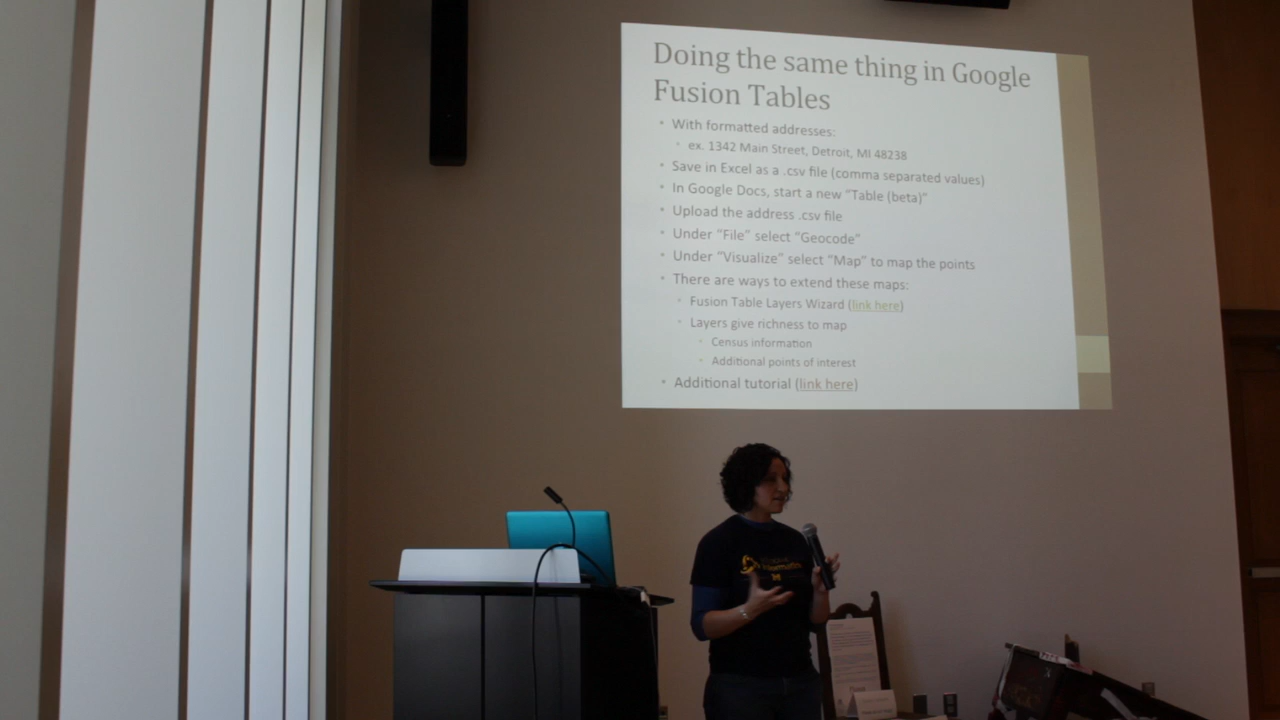 Doing the same thing in Google
Fusion Tables
• With formatted addresses:
• ex. 1342 Main Street, Detroit, MI 48238
• Save in Excel as a .csv file (comma separated values)
• In Google Docs, start a new “Table (beta)”
• Upload the address .csv file
• Under “File” select “Geocode”
• Under “Visualize” select “Map” to map the points
• There are ways to extend these maps:
• Fusion Table Layers Wizard (link here)
• Layers give richness to map
• Census information
• Additional points of interest
• Additional tutorial (link here)